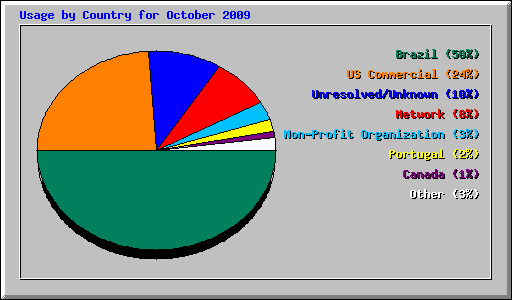 Usage by Country for October 2009
Brazil (50%)
US Commercial (24%)
Unresolved/Unknown (10%)
Network (8%)
Non-Profit Organization (3%)
Portugal (2%)
Canada (1%)
Other (3%)